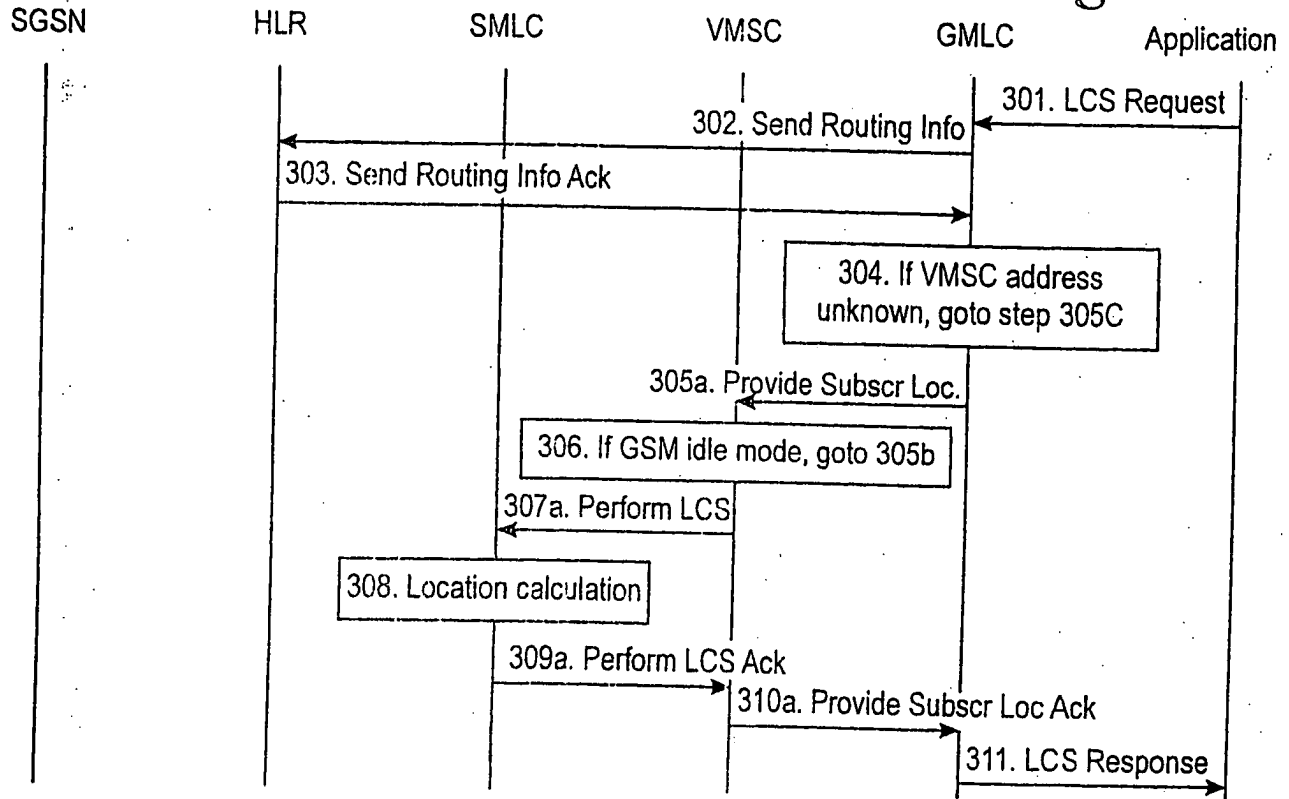 SGSN
HLR
SMLC
VMSC
GMLC
Application
301. LCS Request
302. Send Routing Info
303. Send Routing Info Ack
304. If VMSC address
unknown, goto step 305C
305a. Provide Subscr Loc.
306. If GSM idle mode, goto 305b
307a. Perform LCS
308. Location calculation
309a. Perform LCS Ack
310a. Provide Subscr Loc Ack
311. LCS Response